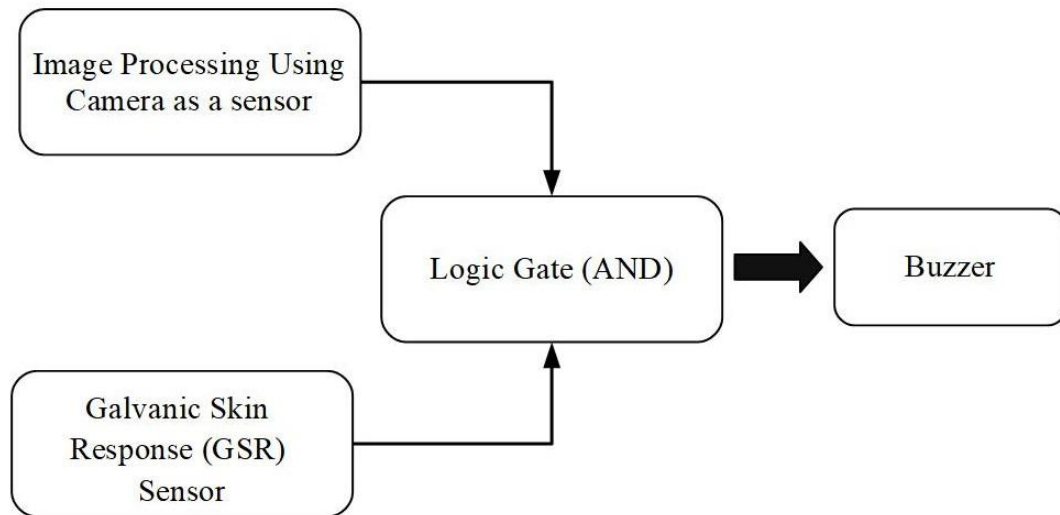 Image Processing Using
Camera as a sensor
Logic Gate (AND)
Buzzer
Galvanic Skin
Response (GSR)
Sensor